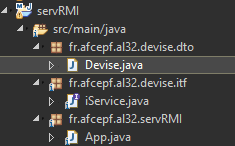 servRMI
src/main/java
fr.afcepf.al32.devise.dto
Devise.java
fr.afcepf.al32.devise.itf
iService.java
fr.afcepf.al32.servRMI
App.java